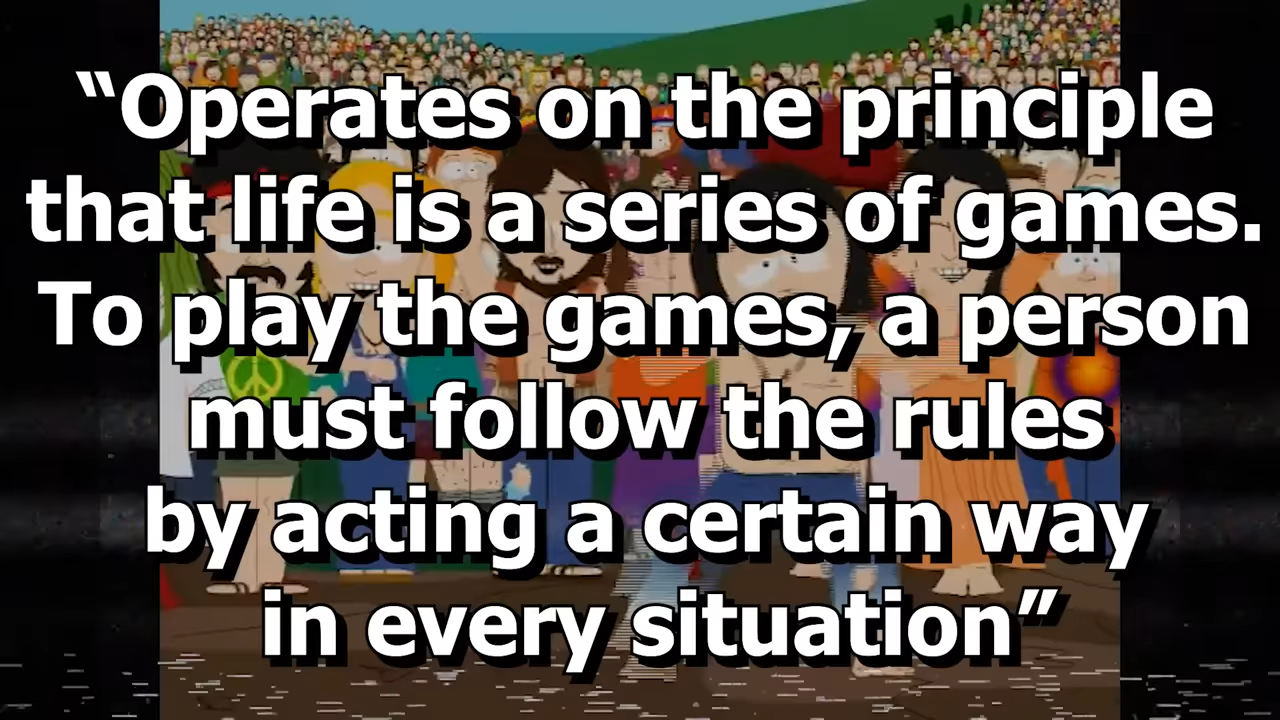 “Operates on the principle
that life is a series of games.
To play the games, a person
must follow the rules
by acting a certain way
in every situation”